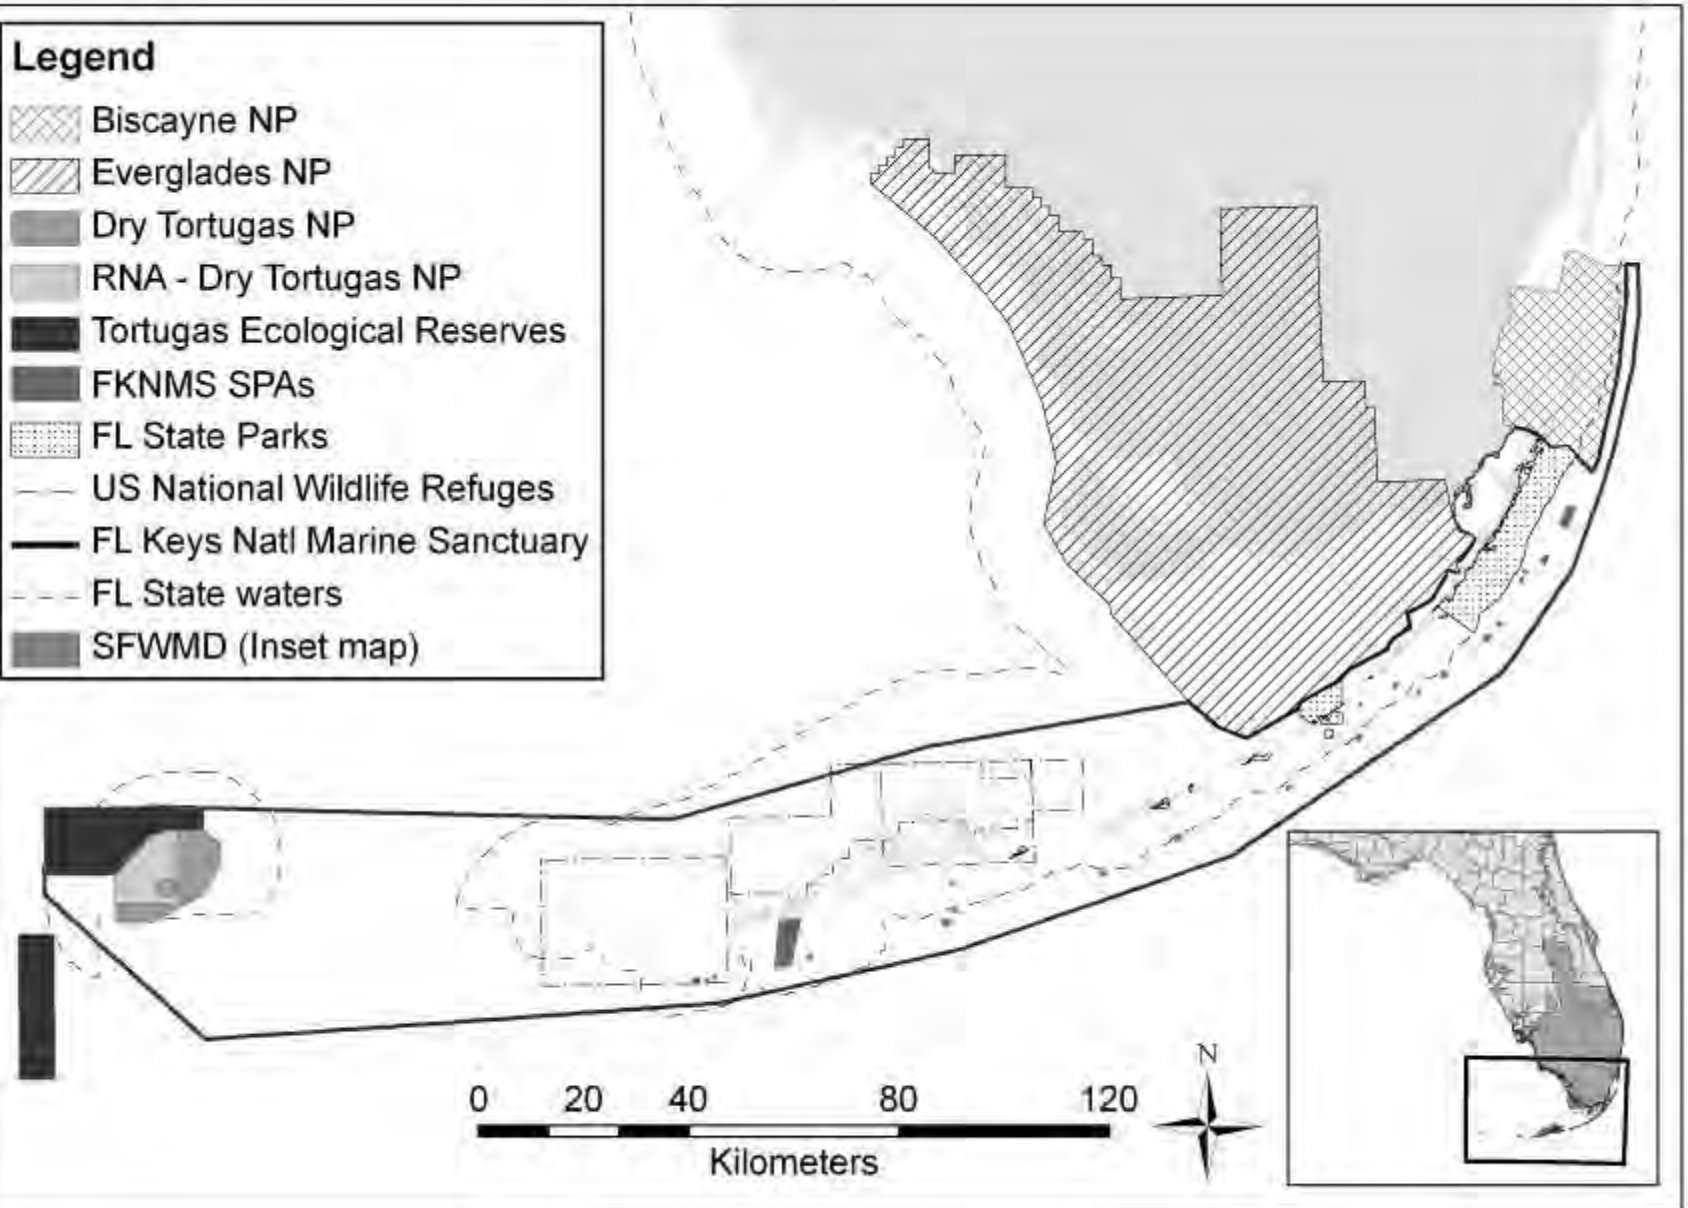 Legend
Biscayne NP
Everglades NP
Dry Tortugas NP
RNA - Dry Tortugas NP
Tortugas Ecological Reserves
FKNMS SPAs
FL State Parks
US National Wildlife Refuges
FL Keys Natl Marine Sanctuary
FL State waters
SFWMD (Inset map)
N
0 20 40 80 120
Kilometers